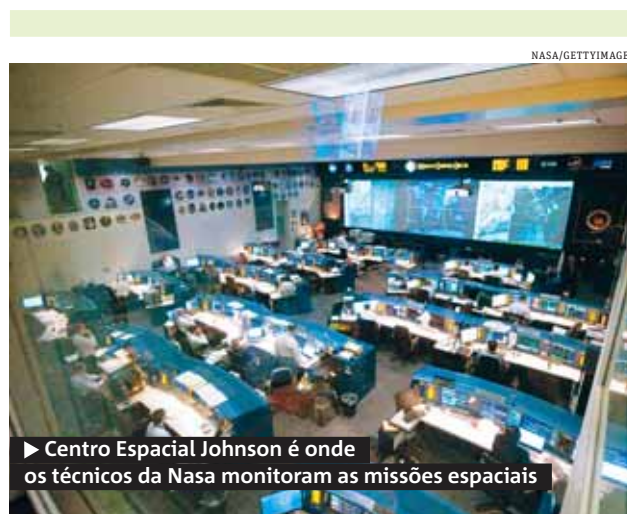 NASA/GETTYIMAGE
▶ Centro Espacial Johnson é onde
os técnicos da Nasa monitoram as missões espaciais